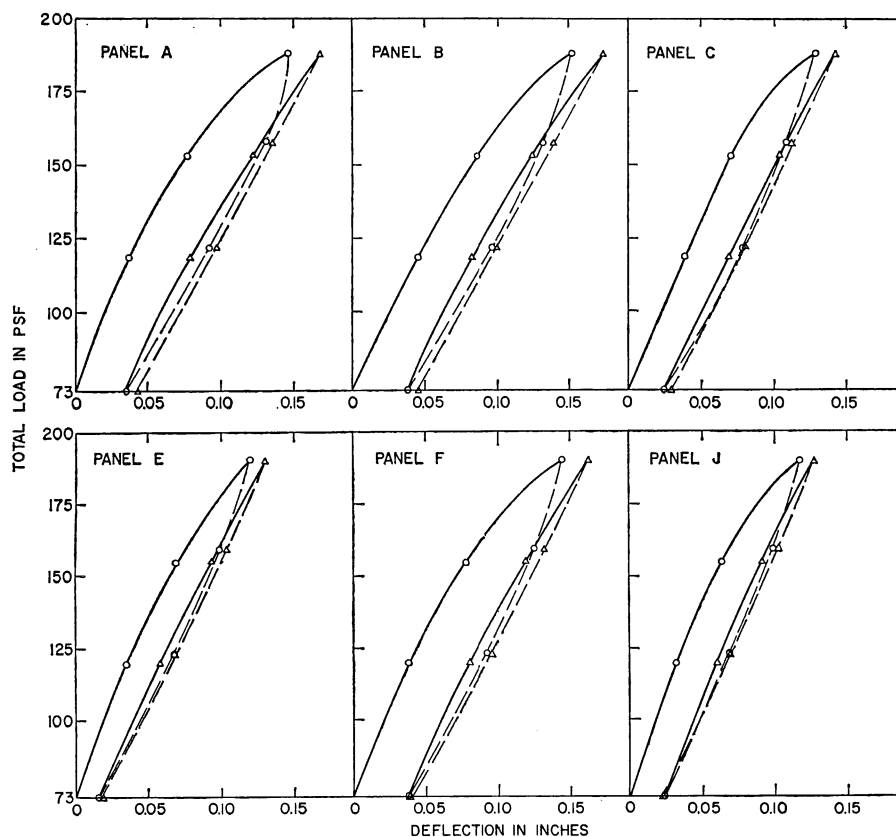 TOTAL LOAD IN PSF
200
175
150
125
100
73
PANEL A
PANEL B
PANEL C
0 0.05 0.10 0.15
0 0.05 0.10 0.15
0 0.05 0.10 0.15
200
175
150
125
100
73
PANEL E
PANEL F
PANEL J
0 0.05 0.10 0.15
0 0.05 0.10 0.15
0 0.05 0.10 0.15
DEFLECTION IN INCHES